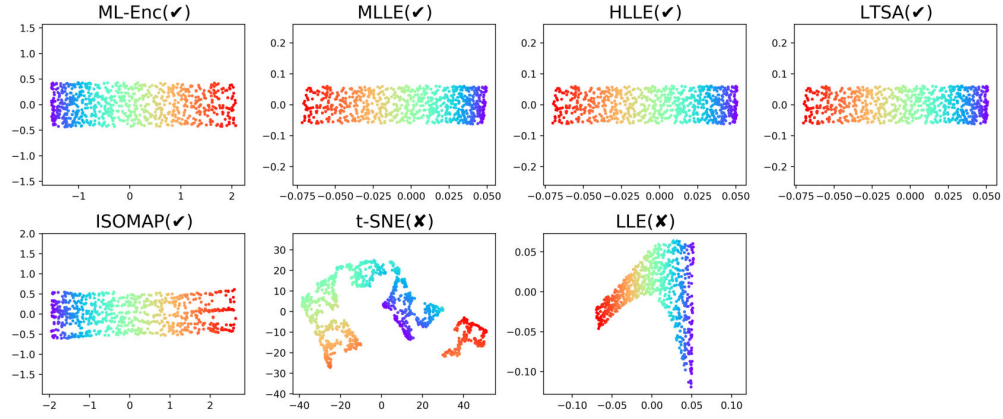 ML-Enc(✔) MLLE(✔) HLLE(✔) LTSA(✔)
1.5 0.2 0.2 0.2
1.0
0.5 0.1 0.1 0.1
0.0 0.0 0.0 0.0
−0.5 −0.1 −0.1 −0.1
−1.0
−1.5 −0.2 −0.2 −0.2
−1 0 1 2 −0.075 −0.050 −0.025 0.000 0.025 0.050 −0.075 −0.050 −0.025 0.000 0.025 0.050 −0.075 −0.050 −0.025 0.000 0.025 0.050
ISOMAP(✔) t-SNE(✘) LLE(✘)
2.0
1.5 30 0.05
1.0 20
0.5 10 0.00
0.0 0
−0.5 −10 −0.05
−1.0 −20
−1.5 −30 −0.10
−40
−2 −1 0 1 2 −40 −20 0 20 40 −0.10 −0.05 0.00 0.05 0.10